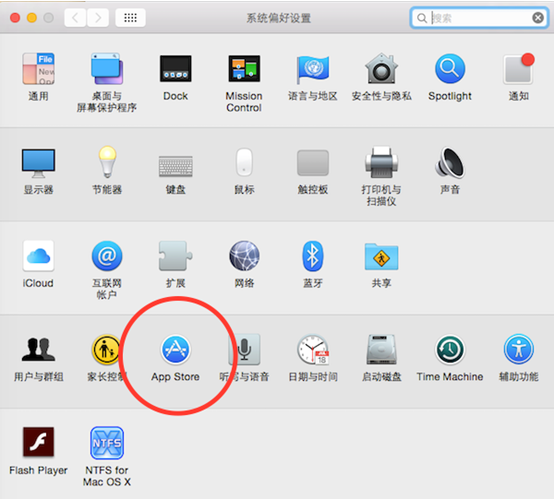 系统偏好设置
搜索
File
New
Ope
通用
桌面与
屏幕保护程序
Dock
Mission
Control
语言与地区
安全性与隐私
Spotlight
通知
显示器
节能器
键盘
鼠标
触控板
打印机与
扫描仪
声音
iCloud
互联网
帐户
扩展
网络
蓝牙
共享
用户与群组
家长控制
App Store
听写与语音
18
日期与时间
启动磁盘
Time Machine
辅助功能
Flash Player
NTFS
NTFS for
Mac OS X